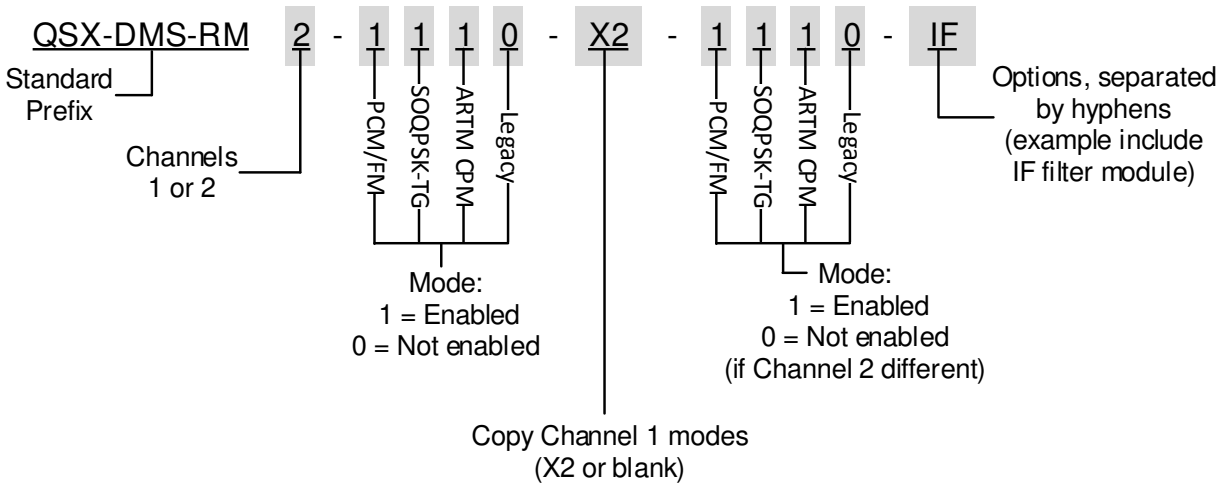 QSX-DMS-RM 2 - 1 1 1 0 - X2 - 1 1 1 0 - IF
Standard
Prefix
Channels
1 or 2
PCM/FM
SOQPSK-TG
ARTM CPM
Legacy
Mode:
1 = Enabled
0 = Not enabled
Copy Channel 1 modes
(X2 or blank)
PCM/FM
SOQPSK-TG
ARTM CPM
Legacy
Mode:
1 = Enabled
0 = Not enabled
(if Channel 2 different)
Options, separated
by hyphens
(example include
IF filter module)